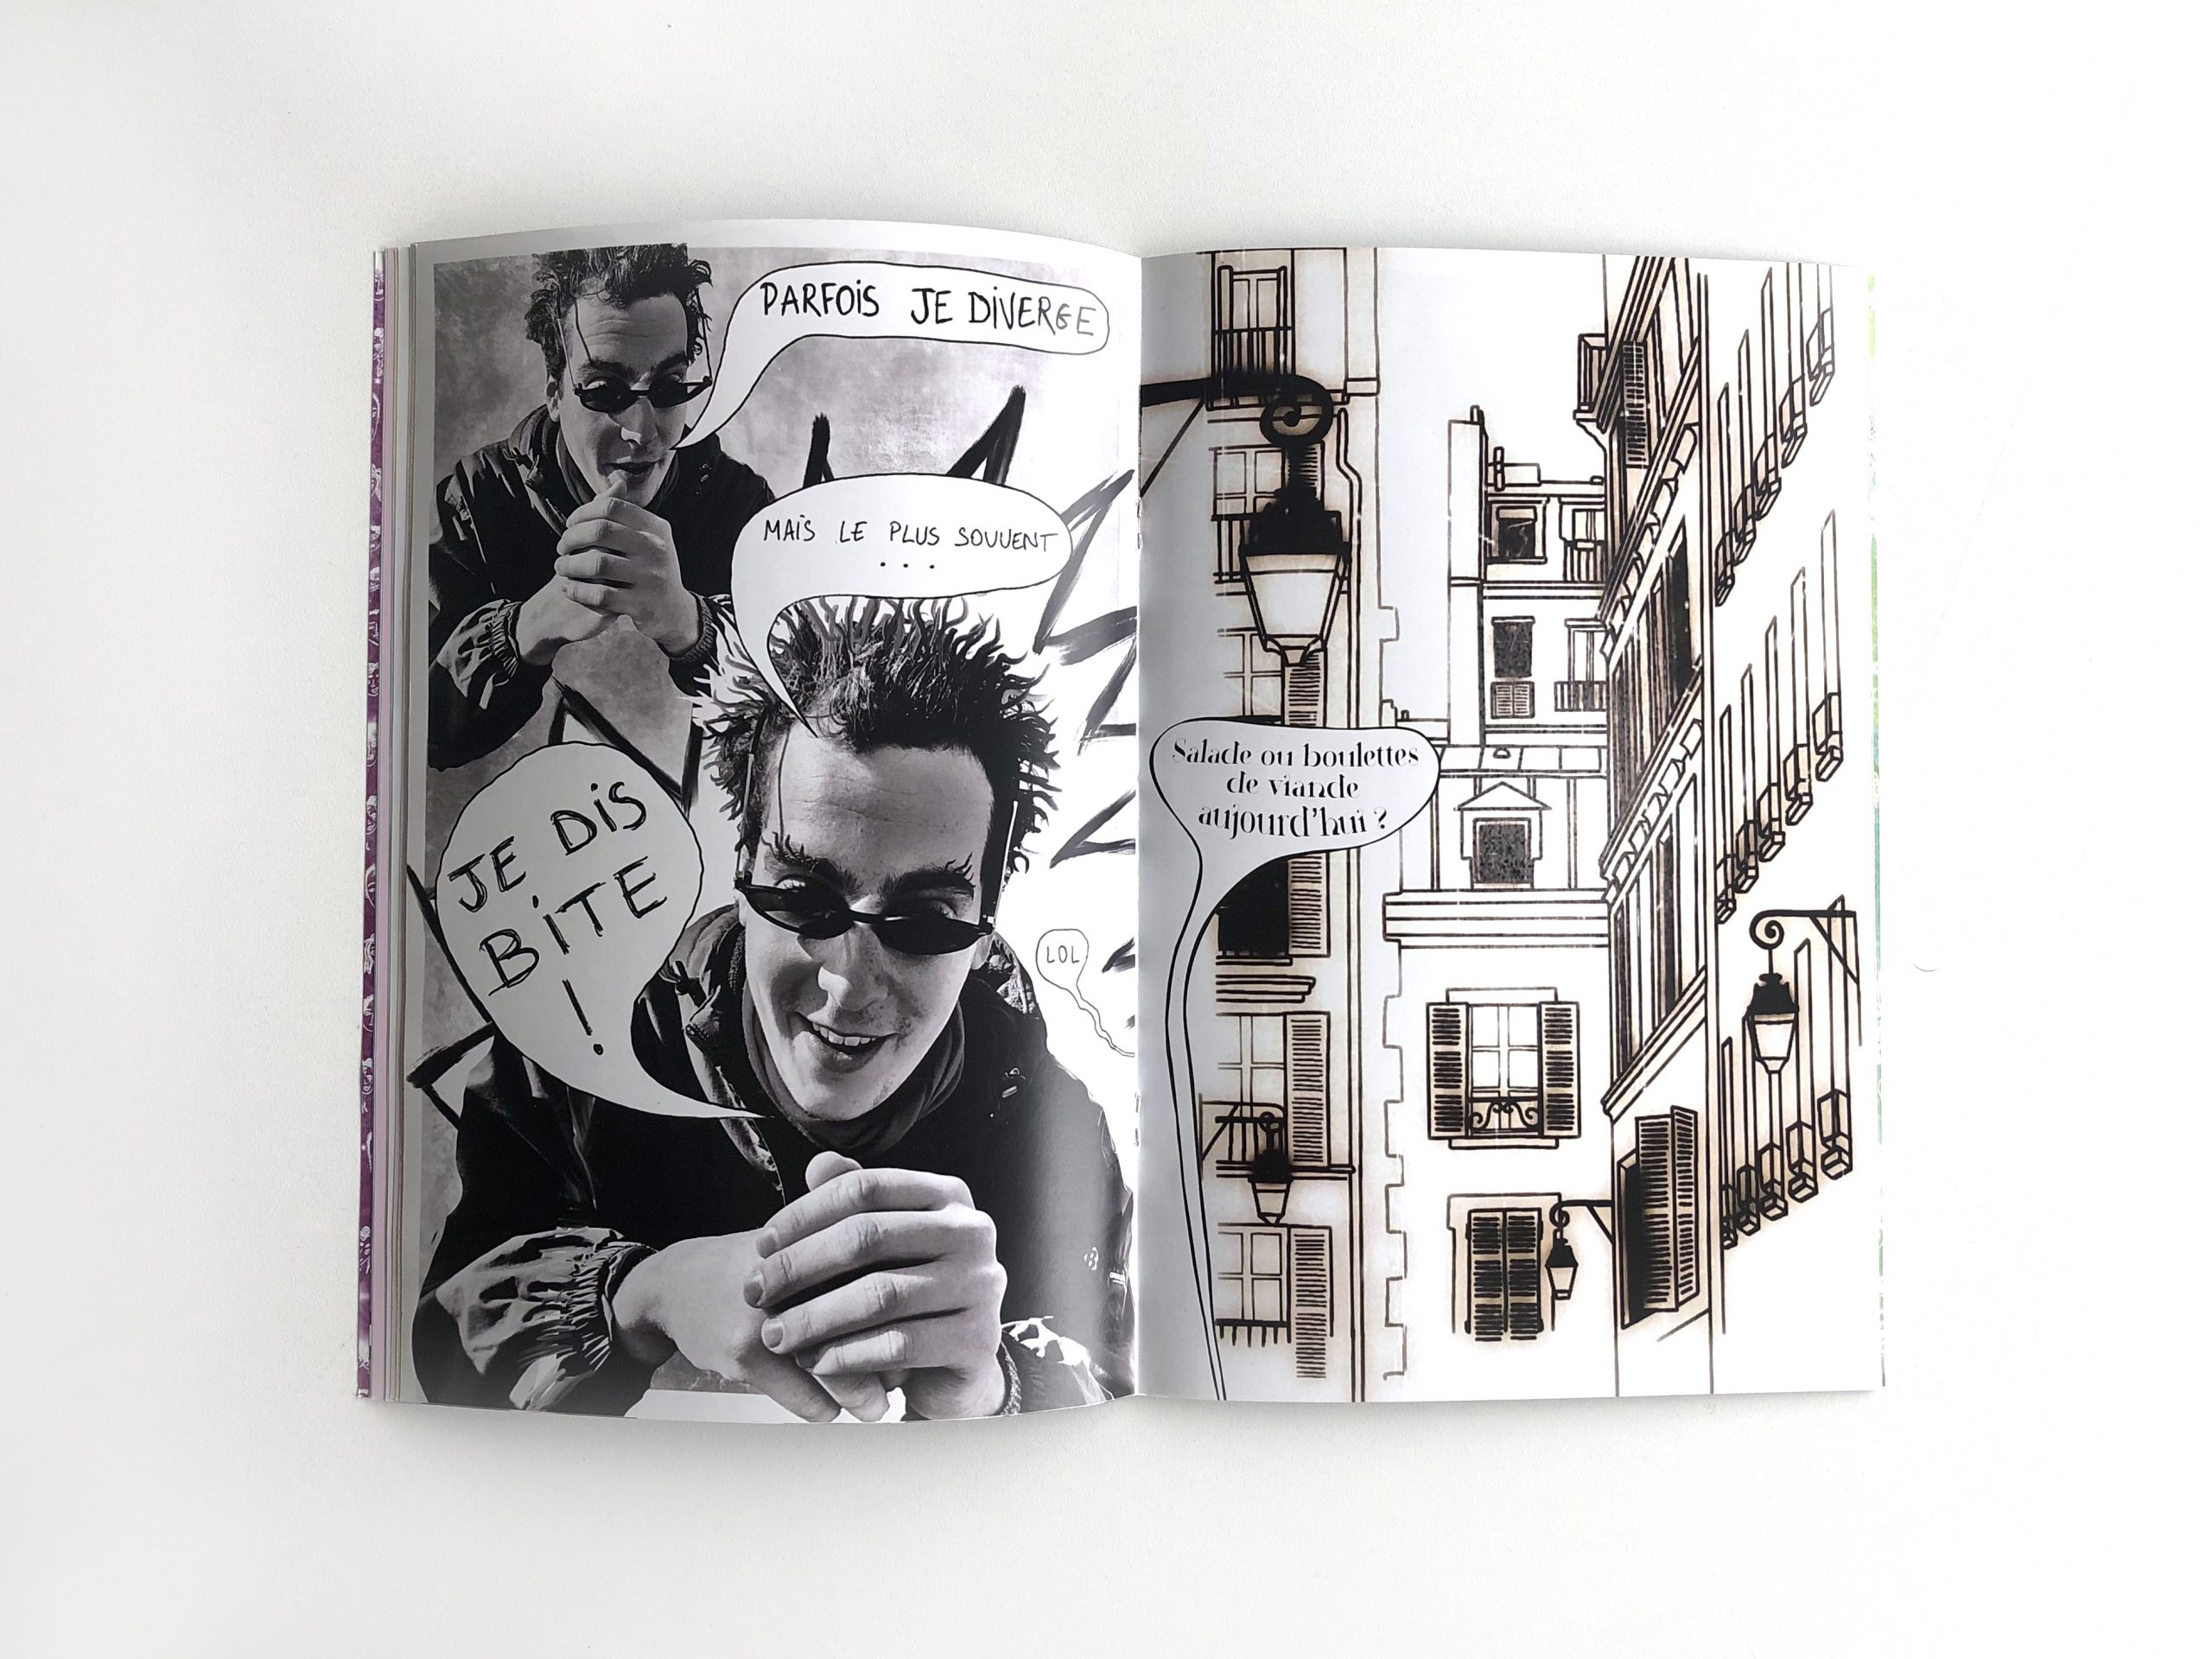 PARFOIS JE DIVERGE
MAIS LE PLUS SOUVENT
...
JE DIS
BITE
!
LOL
Salade ou boulettes
de viande
aujourd'hui ?